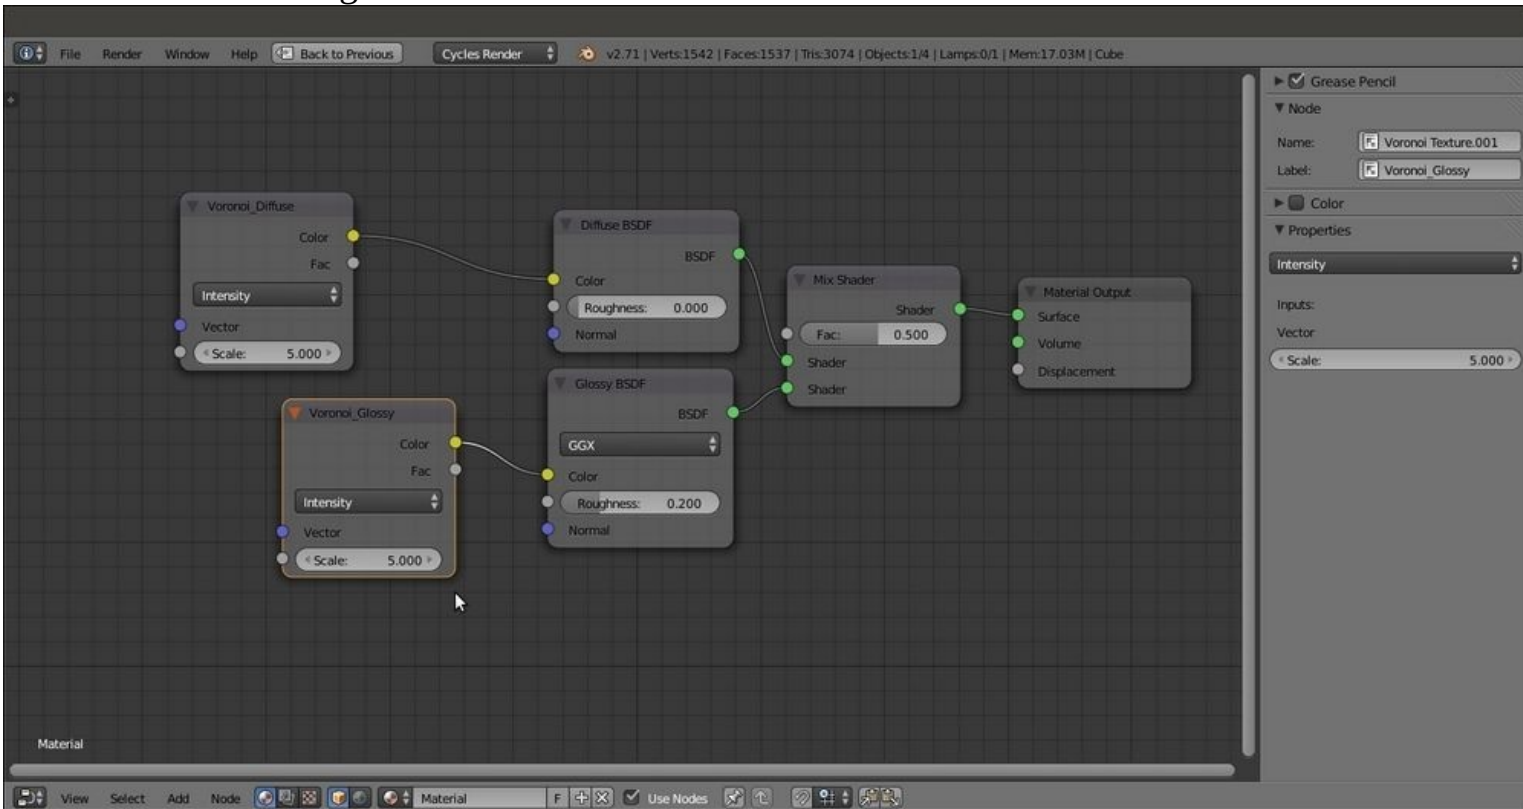 File Render Window Help Back to Previous Cycles Render v2.71 | Verts:1542 | Faces:1537 | Tris:3074 | Objects:1/4 | Lamps:0/1 | Mem:17.03M | Cube
Grease Pencil
Node
Name: Voronoi Texture.001
Label: Voronoi_Glossy
Color
Properties
Intensity
Inputs:
Vector
Scale: 5.000
Voronoi_Diffuse
Color
Fac
Intensity
Vector
Scale: 5.000
Voronoi_Glossy
Color
Fac
Intensity
Vector
Scale: 5.000
Diffuse BSDF
BSDF
Color
Roughness: 0.000
Normal
Glossy BSDF
BSDF
GGX
Color
Roughness: 0.200
Normal
Mix Shader
Shader
Fac: 0.500
Shader
Shader
Material Output
Surface
Volume
Displacement
Material
View Select Add Node Material F Use Nodes